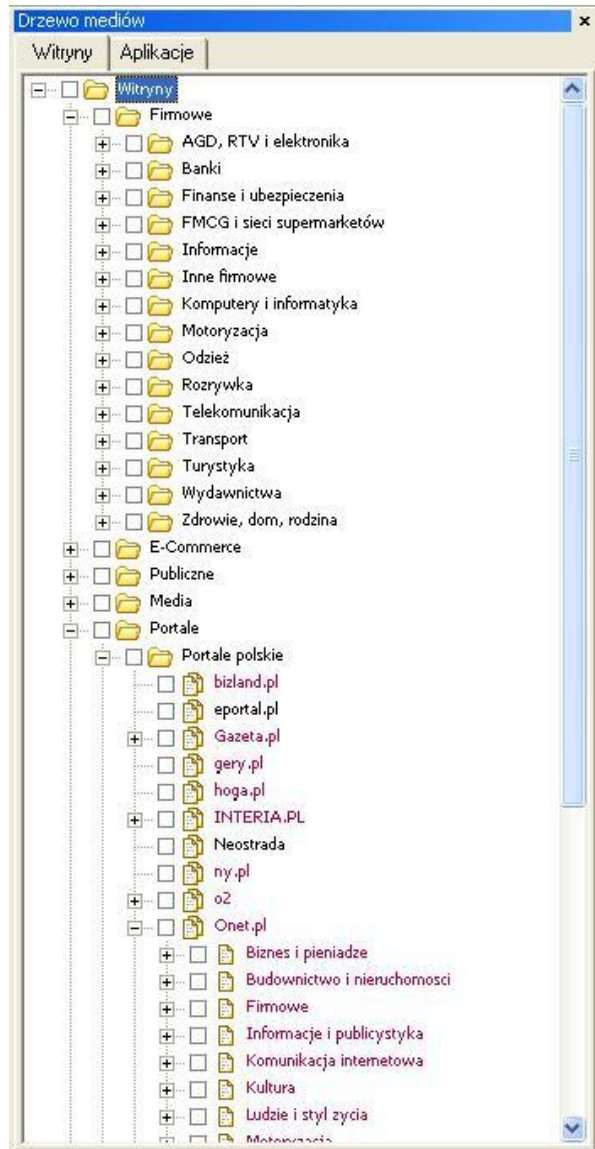 Drzewo mediów
Witryny Aplikacje
Witryny
Firmowe
AGD, RTV i elektronika
Banki
Finanse i ubezpieczenia
FMCG i sieci supermarketów
Informacje
Inne firmowe
Komputery i informatyka
Motoryzacja
Odzież
Rozrywka
Telekomunikacja
Transport
Turystyka
Wydawnictwa
Zdrowie, dom, rodzina
E-Commerce
Publiczne
Media
Portale
Portale polskie
bizland.pl
eportal.pl
Gazeta.pl
gery.pl
hoga.pl
INTERIA.PL
Neostrada
ny.pl
o2
Onet.pl
Biznes i pieniadze
Budownictwo i nieruchomosci
Firmowe
Informacje i publicystyka
Komunikacja internetowa
Kultura
Ludzie i styl zycia
Motoryzacja